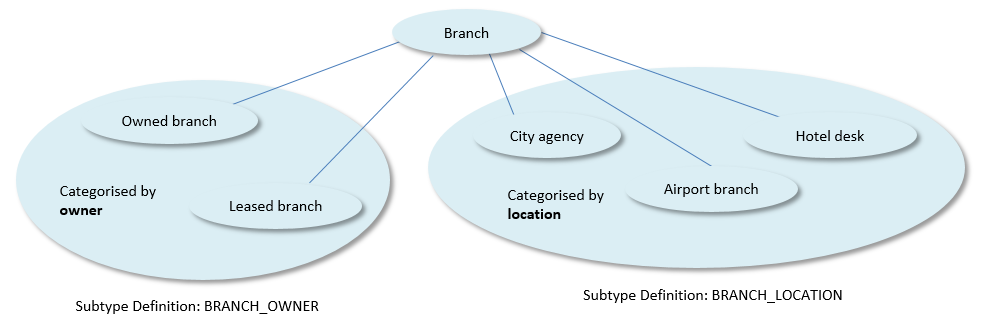 Branch
Owned branch
Leased branch
Categorised by
owner
City agency
Hotel desk
Airport branch
Categorised by
location
Subtype Definition: BRANCH_OWNER
Subtype Definition: BRANCH_LOCATION